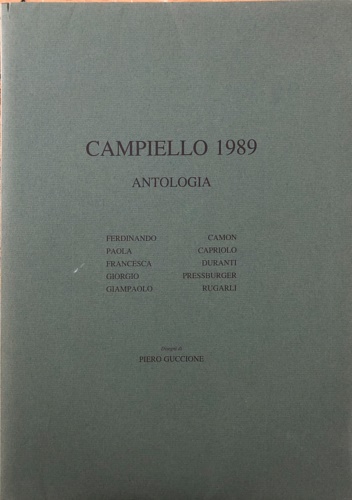 CAMPIELLO 1989
ANTOLOGIA
FERDINANDO CAMON
PAOLA CAPRIOLO
FRANCESCA DURANTI
GIORGIO PRESSBURGER
GIAMPAOLO RUGARLI
PIERO GUCCIONE